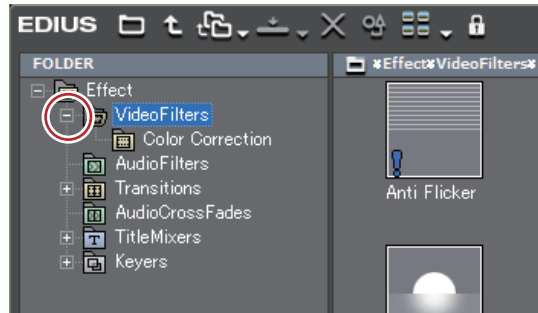 EDIUS
FOLDER
¥Effect¥VideoFilters¥
Effect
VideoFilters
Color Correction
AudioFilters
Transitions
AudioCrossFades
TitleMixers
Keyers
Anti Flicker